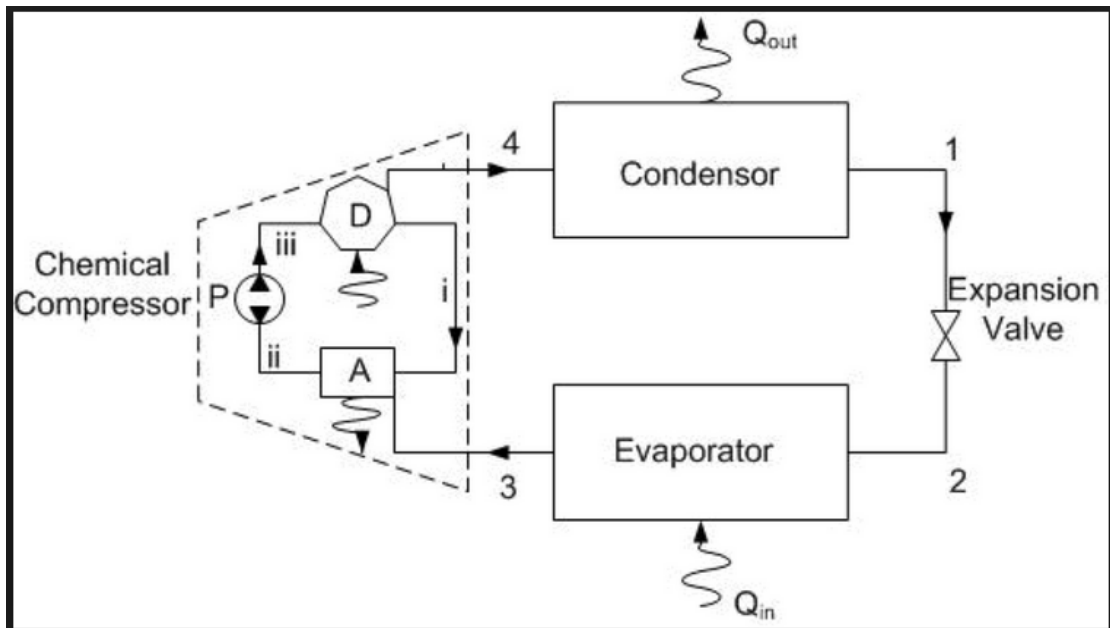 Qout
4
Condensor
1
D
iii
Chemical
Compressor
P
i
Expansion
Valve
ii
A
Evaporator
3
2
Qin